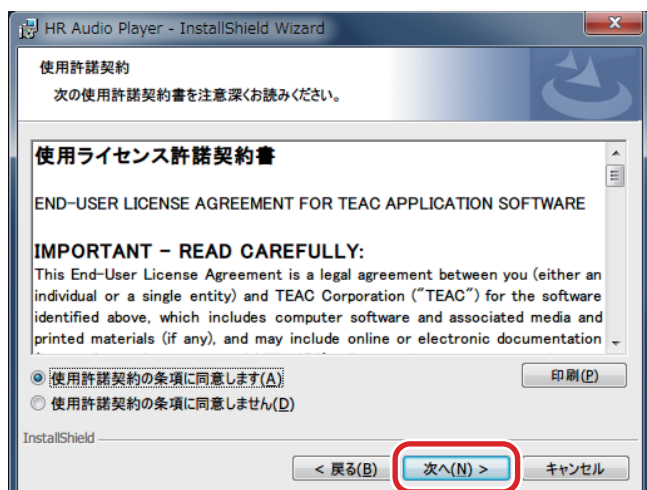 HR Audio Player - InstallShield Wizard
使用許諾契約
次の使用許諾契約書を注意深くお読みください。
使用ライセンス許諾契約書
END-USER LICENSE AGREEMENT FOR TEAC APPLICATION SOFTWARE
IMPORTANT - READ CAREFULLY:
This End-User License Agreement is a legal agreement between you (either an
individual or a single entity) and TEAC Corporation ("TEAC") for the software
identified above, which includes computer software and associated media and
printed materials (if any), and may include online or electronic documentation
使用許諾契約の条項に同意します(A)
印刷(P)
使用許諾契約の条項に同意しません(D)
InstallShield
< 戻る(B)
次へ(N) >
キャンセル